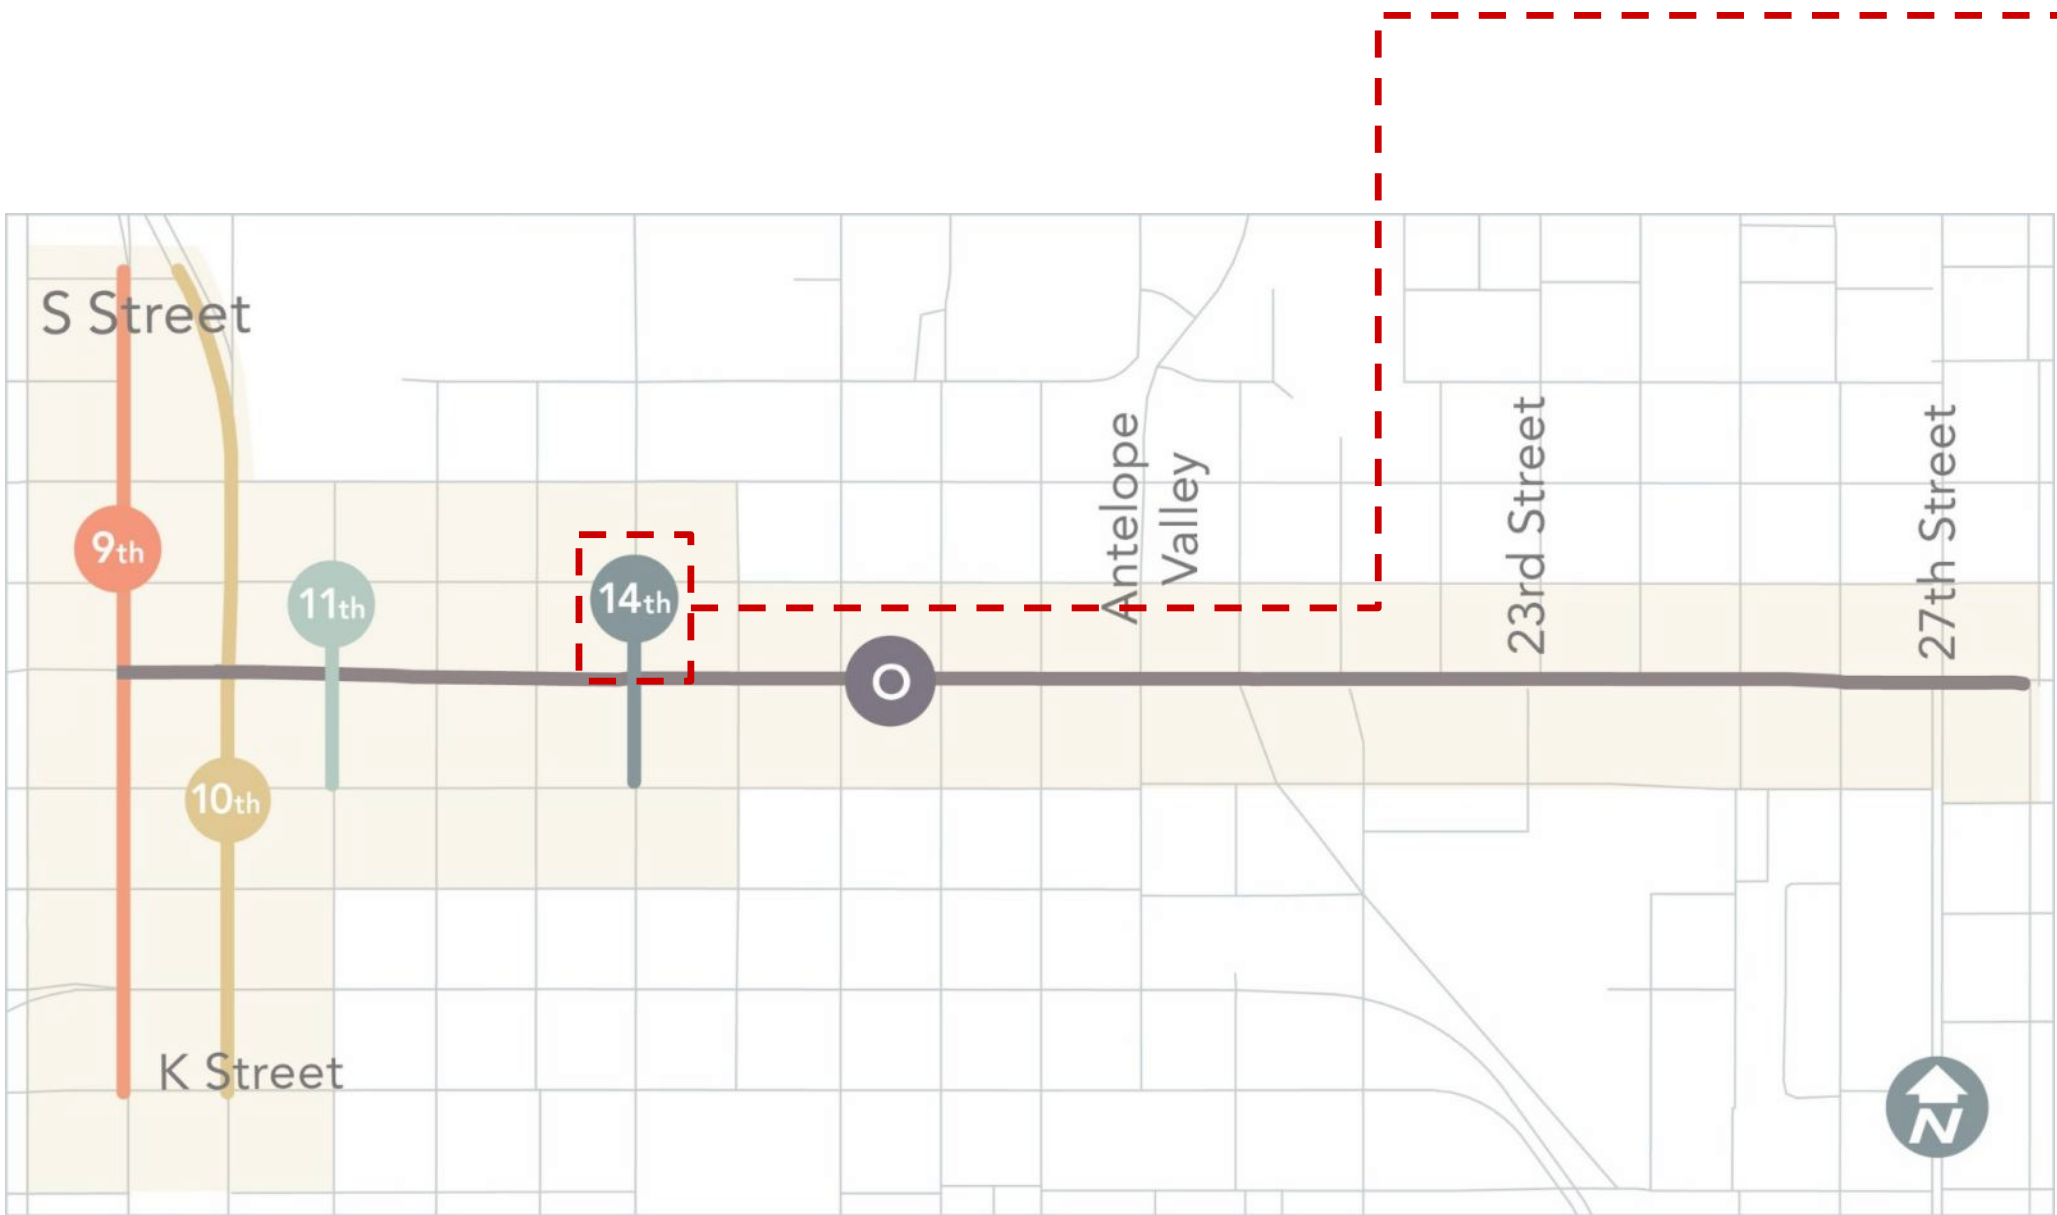 S Street
9th
11th
14th
Antelope
Valley
23rd Street
27th Street
O
10th
K Street
N